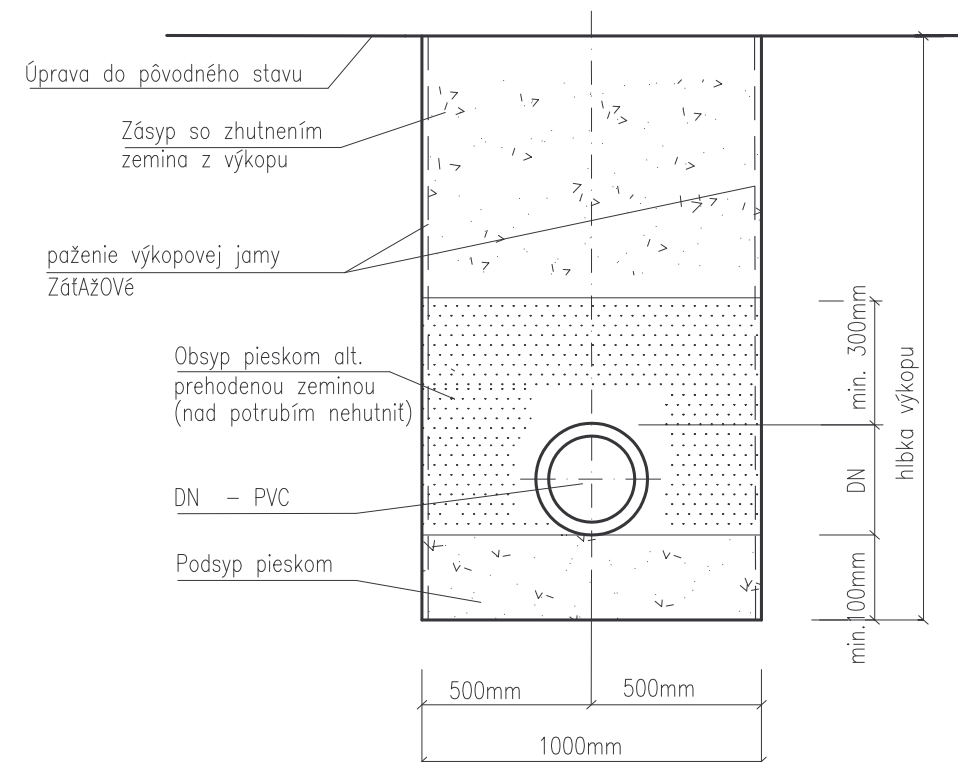 Úprava do pôvodného stavu
Zásyp so zhutnením
zemina z výkopu
paženie výkopovej jamy
ZáťAžOVé
Obsyp pieskom alt.
prehodenou zeminou
(nad potrubím nehutniť)
DN - PVC
Podsyp pieskom
min. 300mm
DN
min.100mm
hlbka výkopu
500mm
500mm
1000mm